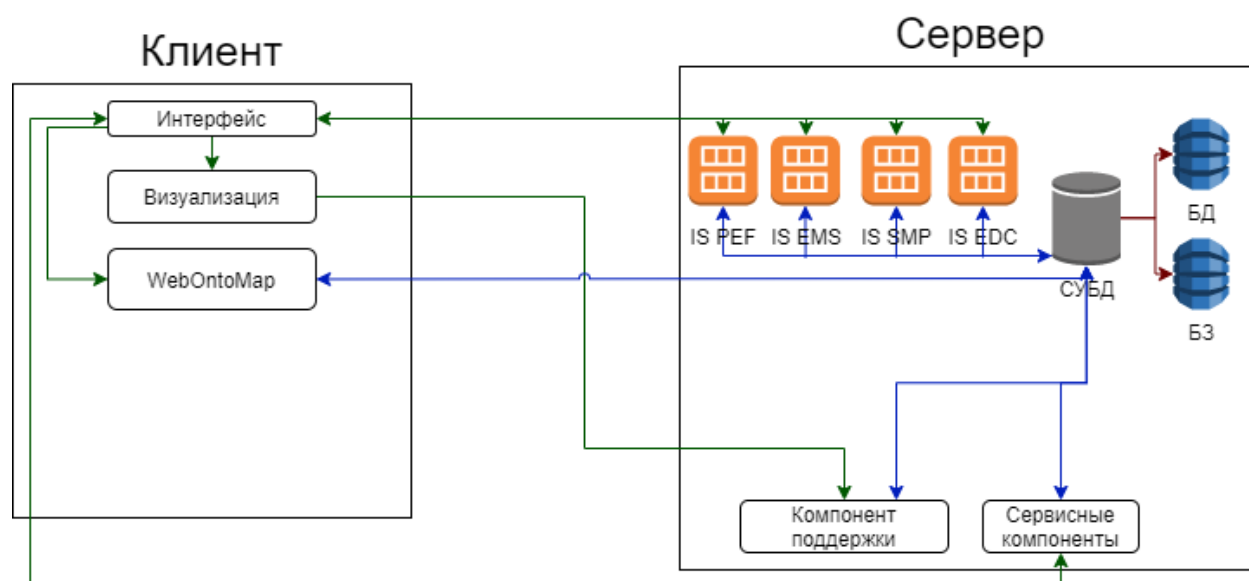 Клиент
Сервер
Интерфейс
Визуализация
WebOntoMap
IS PEF
IS EMS
IS SMP
IS EDC
СУБД
БД
БЗ
Компонент
поддержки
Сервисные
компоненты